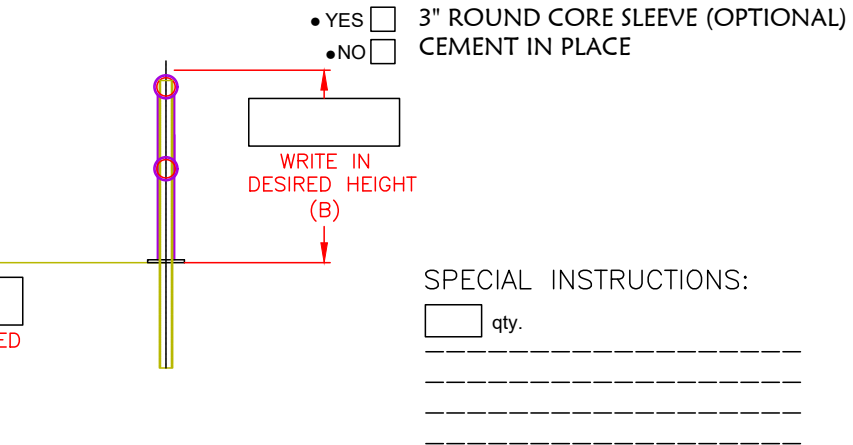 • YES
3" ROUND CORE SLEEVE (OPTIONAL)
•NO
CEMENT IN PLACE
WRITE IN
DESIRED HEIGHT
(B)
SPECIAL INSTRUCTIONS:
qty.
ED